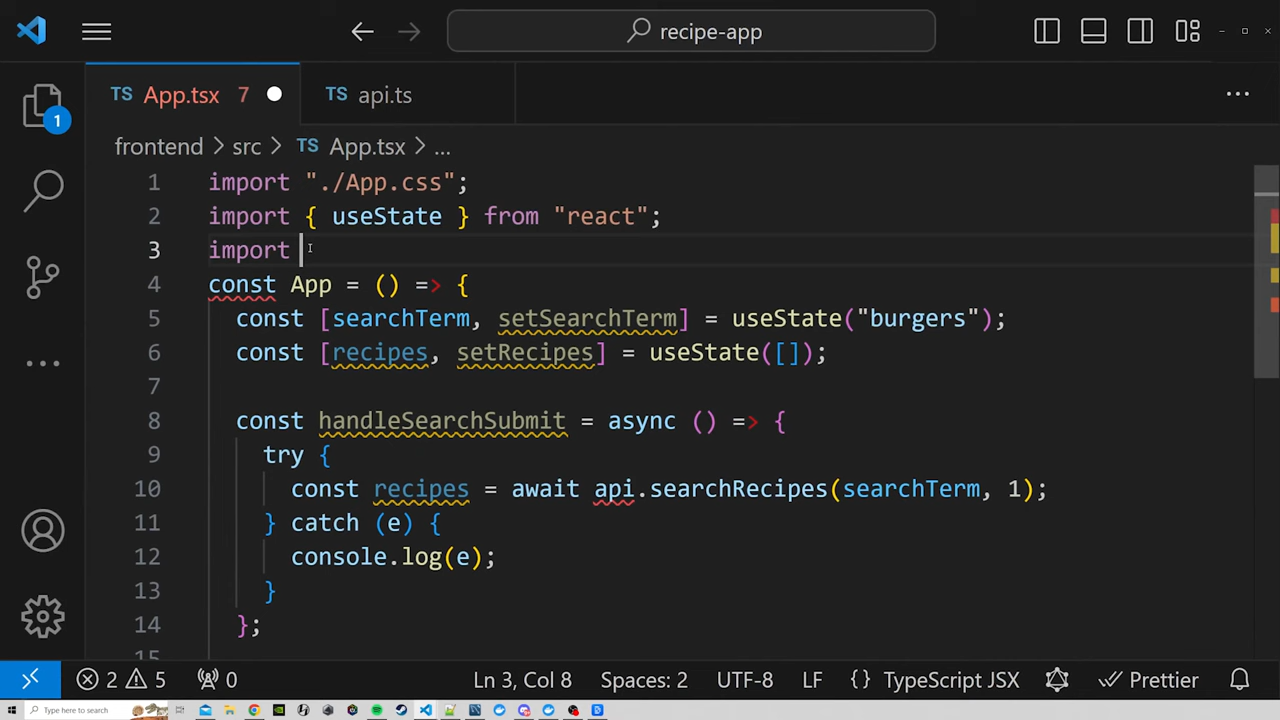 recipe-app
TS App.tsx 7
TS api.ts
...
1
frontend > src > TS App.tsx > ...
1 import "./App.css";
2 import { useState } from "react";
3 import
4 const App = () => {
5 const [searchTerm, setSearchTerm] = useState("burgers");
6 const [recipes, setRecipes] = useState([]);
7
8 const handleSearchSubmit = async () => {
9 try {
10 const recipes = await api.searchRecipes(searchTerm, 1);
11 } catch (e) {
12 console.log(e);
13 }
14 };
15
2 5 0 Ln 3, Col 8 Spaces: 2 UTF-8 LF {} TypeScript JSX Prettier
Type here to search